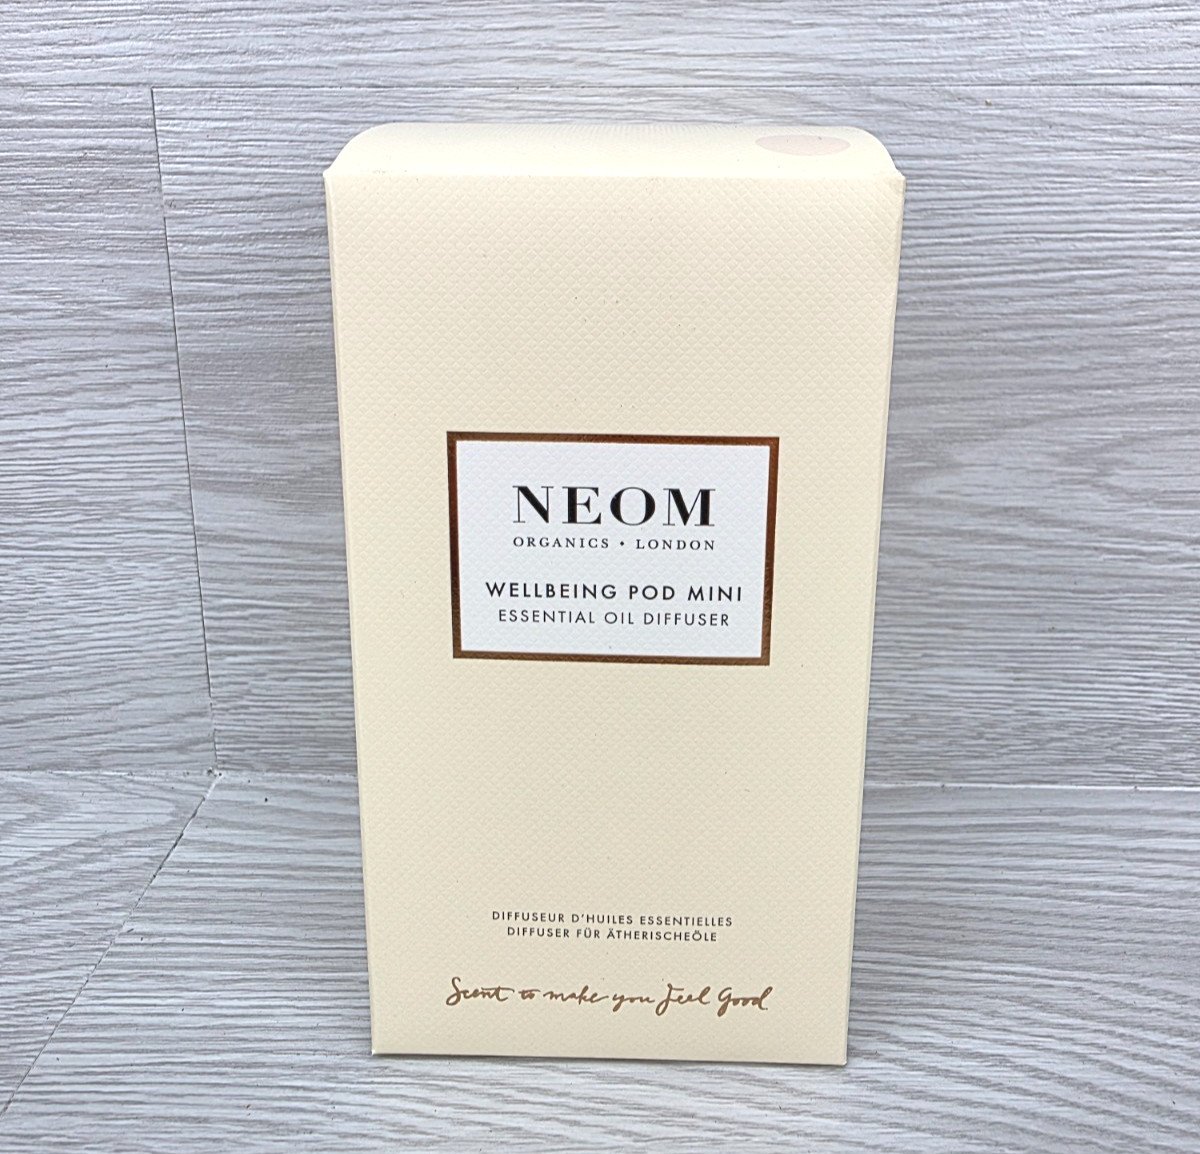 NEOM
ORGANICS • LONDON
WELLBEING POD MINI
ESSENTIAL OIL DIFFUSER
DIFFUSEUR D'HUILES ESSENTIELLES
DIFFUSER FÜR ÄTHERISCHEÖLE
Scent to make you feel good